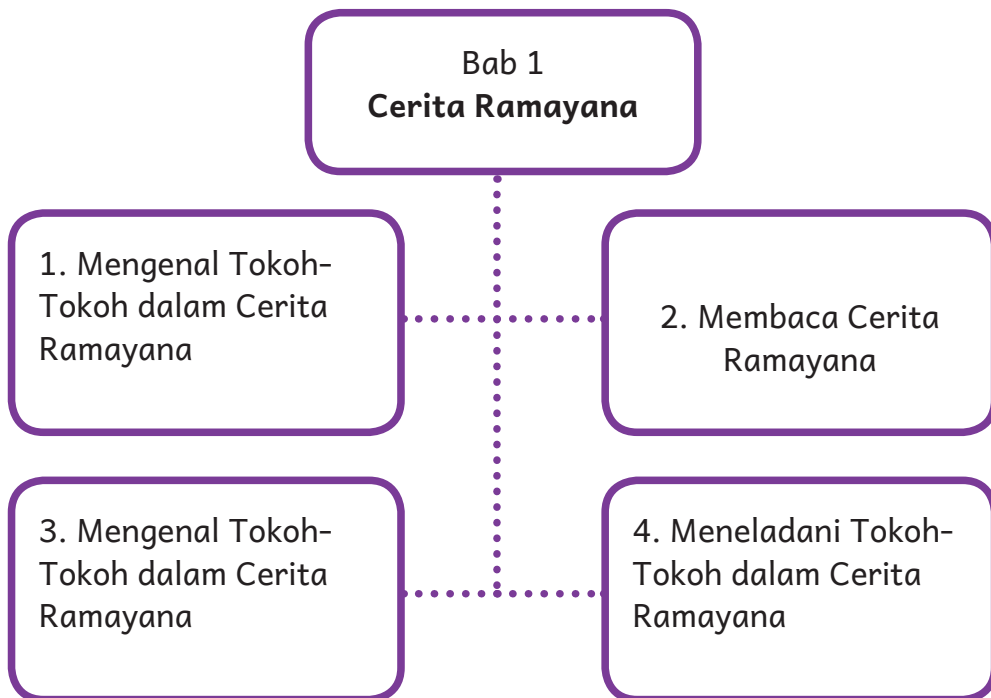 Bab 1
Cerita Ramayana
1. Mengenal Tokoh-
Tokoh dalam Cerita
Ramayana
2. Membaca Cerita
Ramayana
3. Mengenal Tokoh-
Tokoh dalam Cerita
Ramayana
4. Meneladani Tokoh-
Tokoh dalam Cerita
Ramayana